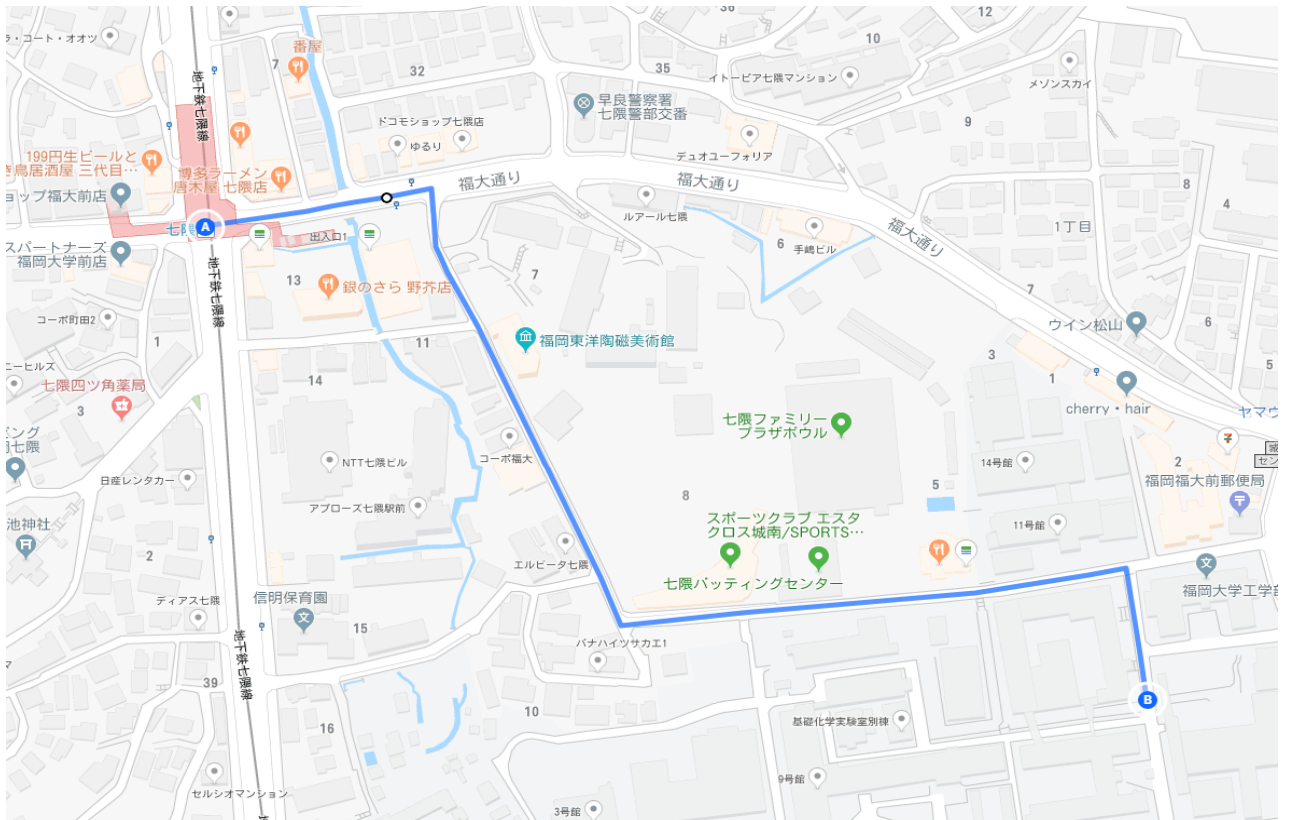 ラ・コート・オオツ
番屋
7
32
35
36
12
10
イトーピア七隈マンション
メゾンスカイ
地下鉄七隈線
早良警察署
七隈警部交番
ドコモショップ七隈店
ゆるり
9
デュオユーフォリア
199円生ビールと
き鳥居酒屋 三代目…
博多ラーメン
唐木屋 七隈店
福大通り
福大通り
8
4
ョップ福大前店
ルアール七隈
七隈
A
出入口1
福大通り
1丁目
スパートナーズ
福岡大学前店
6
手嶋ビル
地下鉄七隈線
13
銀のさら 野芥店
7
7
コーポ町田2
1
11
福岡東洋陶磁美術館
ウイン松山
6
ニーヒルズ
3
5
七隈四ツ角薬局
3
14
1
cherry・hair
ヤマウ
七隈ファミリー
プラザボウル
2
NTT七隈ビル
コーポ福大
14号館
セン
日産レンタカー
福岡福大前郵便局
8
5
アプローズ七隈駅前
スポーツクラブ エスタ
クロス城南/SPORTS…
11号館
池神社
2
エルビータ七隈
七隈バッティングセンター
福岡大学工学部
ディアス七隈
信明保育園
15
バナハイツサカエ1
地下鉄七隈線
39
B
10
16
基礎化学実験室別棟
9号館
セルシオマンション
3号館